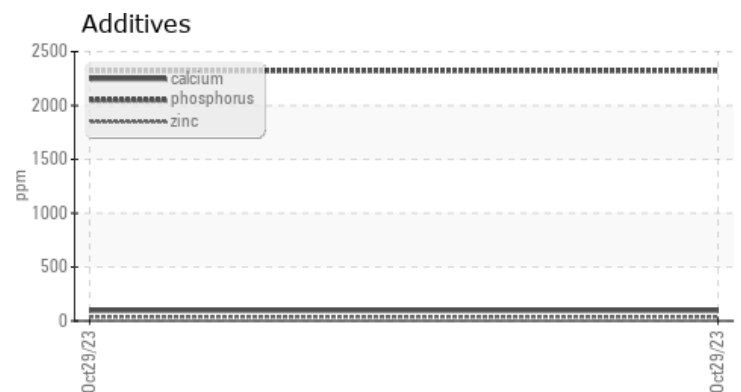 Additives
2500
2000
1500
1000
500
0
ppm
calcium
phosphorus
zinc
Oct29/23
Oct29/23